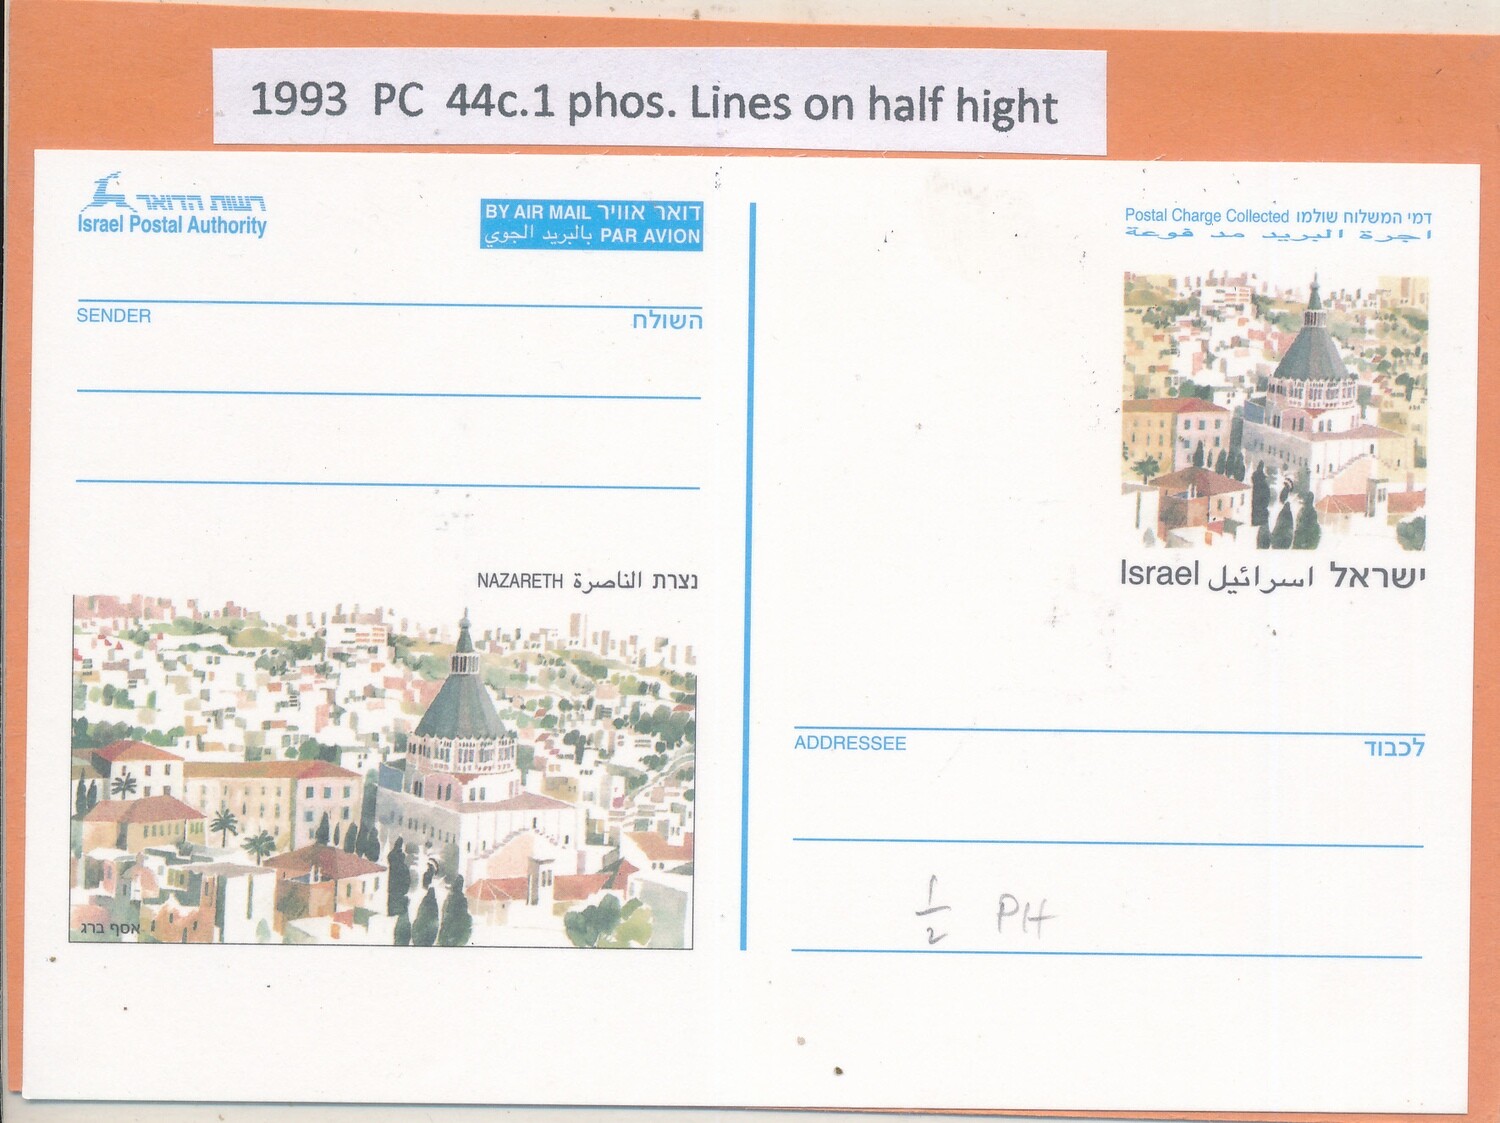 1993 PC 44c.1 phos. Lines on half hight
רשות הדואר
Israel Postal Authority
BY AIR MAIL דואר אוויר
بالبريد الجوي PAR AVION
Postal Charge Collected דמי המשלוח שולמו
اجرة البريد مدفوعة
SENDER השולח
NAZARETH الناصرة נצרת
אסף ברג
Israel اسرائيل ישראל
ADDRESSEE לכבוד
1/2 PH